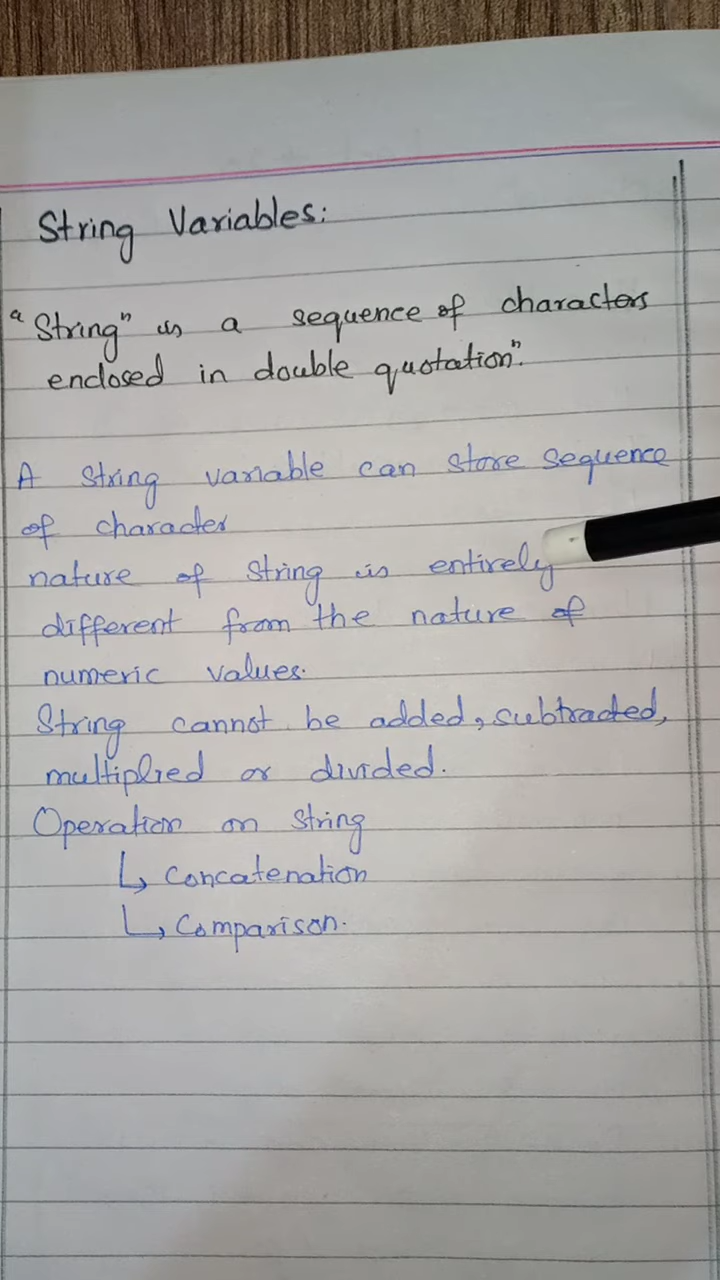 String Variables:
"String" is a sequence of characters
enclosed in double quotation".
A String variable can store sequence
of character
nature of String is entirely
different from the nature of
numeric values.
String cannot be added, subtracted,
multiplied or divided.
Operation on String
↳ Concatenation
↳ Comparison.